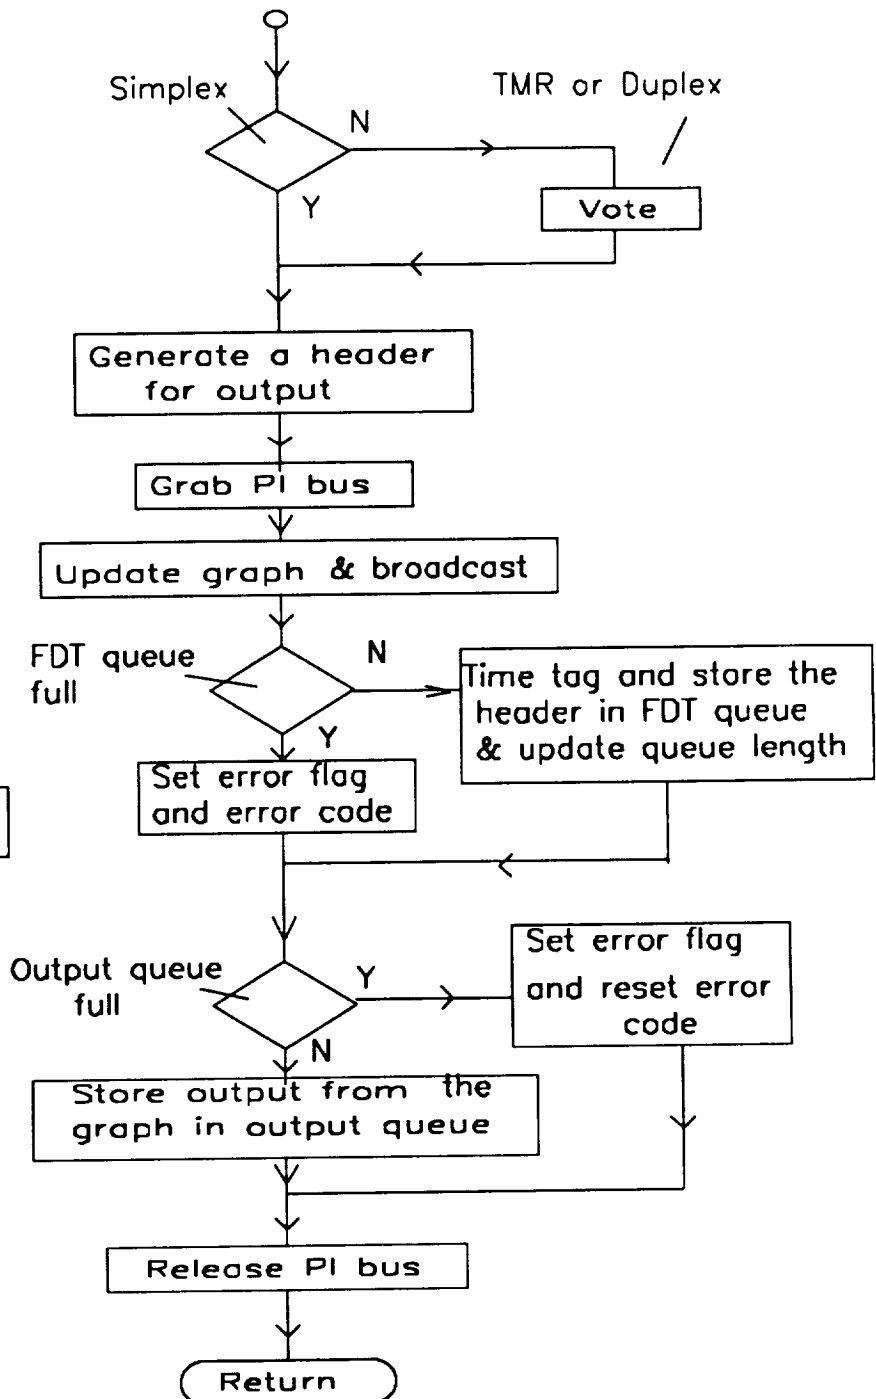 Simplex
TMR or Duplex
N
Y
Vote
Generate a header
for output
Grab PI bus
Update graph & broadcast
FDT queue
full
N
Y
Time tag and store the
header in FDT queue
& update queue length
Set error flag
and error code
Output queue
full
Y
N
Set error flag
and reset error
code
Store output from the
graph in output queue
Release PI bus
Return